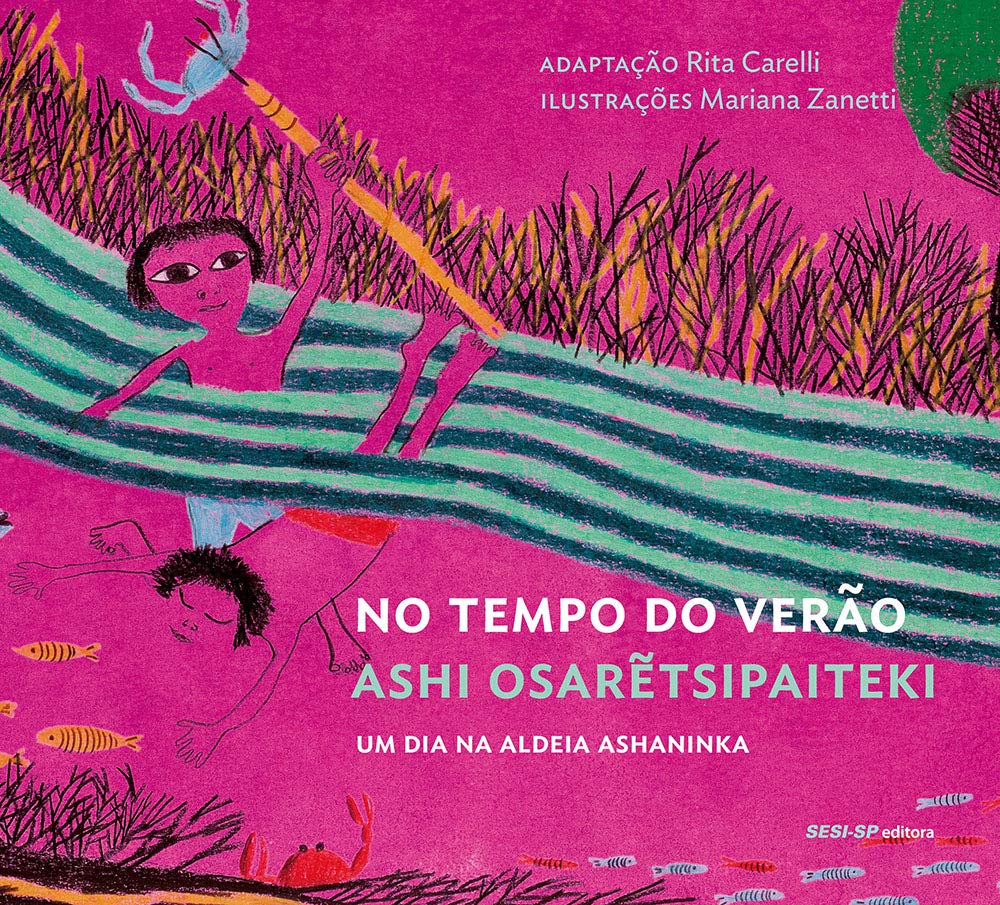 ADAPTAÇÃO Rita Carelli
ILUSTRAÇÕES Mariana Zanetti
NO TEMPO DO VERÃO
ASHI OSARẼTSIPAITEKI
UM DIA NA ALDEIA ASHANINKA
SESI-SP editora